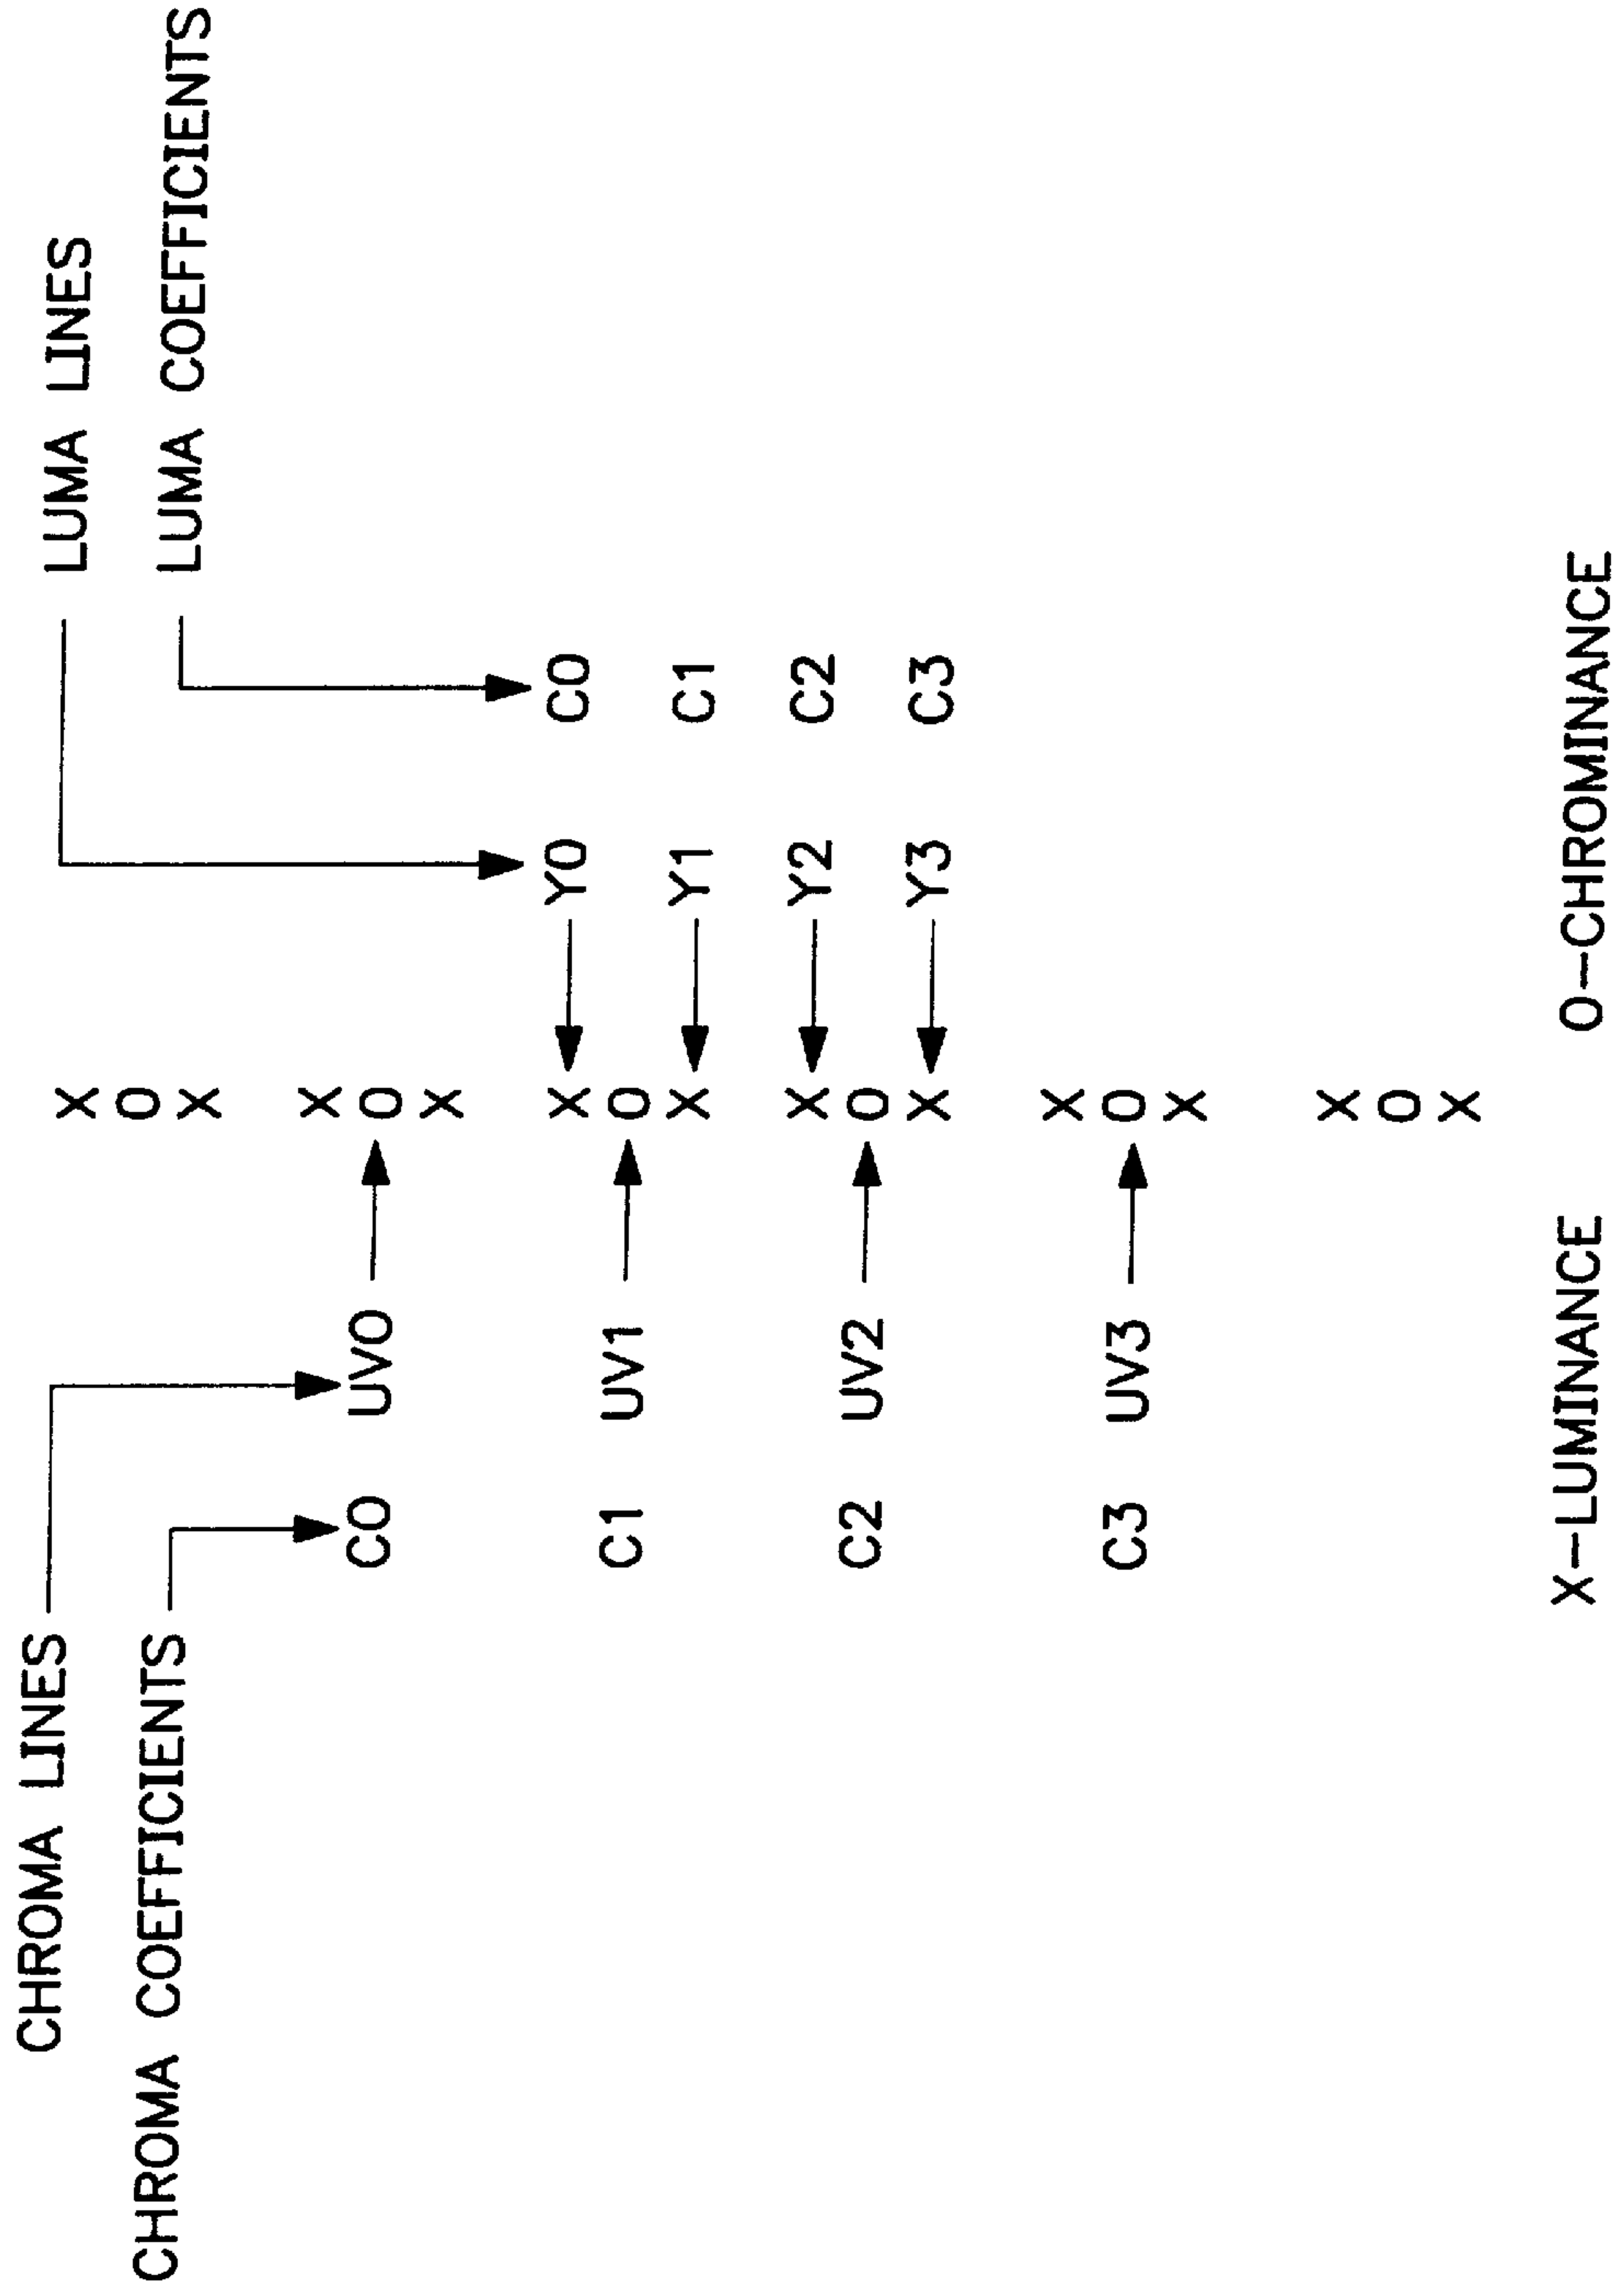 CHROMA LINES LUMA LINES
X
O
CHROMA COEFFICIENTS LUMA COEFFICIENTS
X
X
C0 UV0 O
X
X Y0 C0
C1 UV1 O
X Y1 C1
X Y2 C2
C2 UV2 O
X Y3 C3
X
C3 UV3 O
X
X
O
X
X-LUMINANCE O-CHROMINANCE